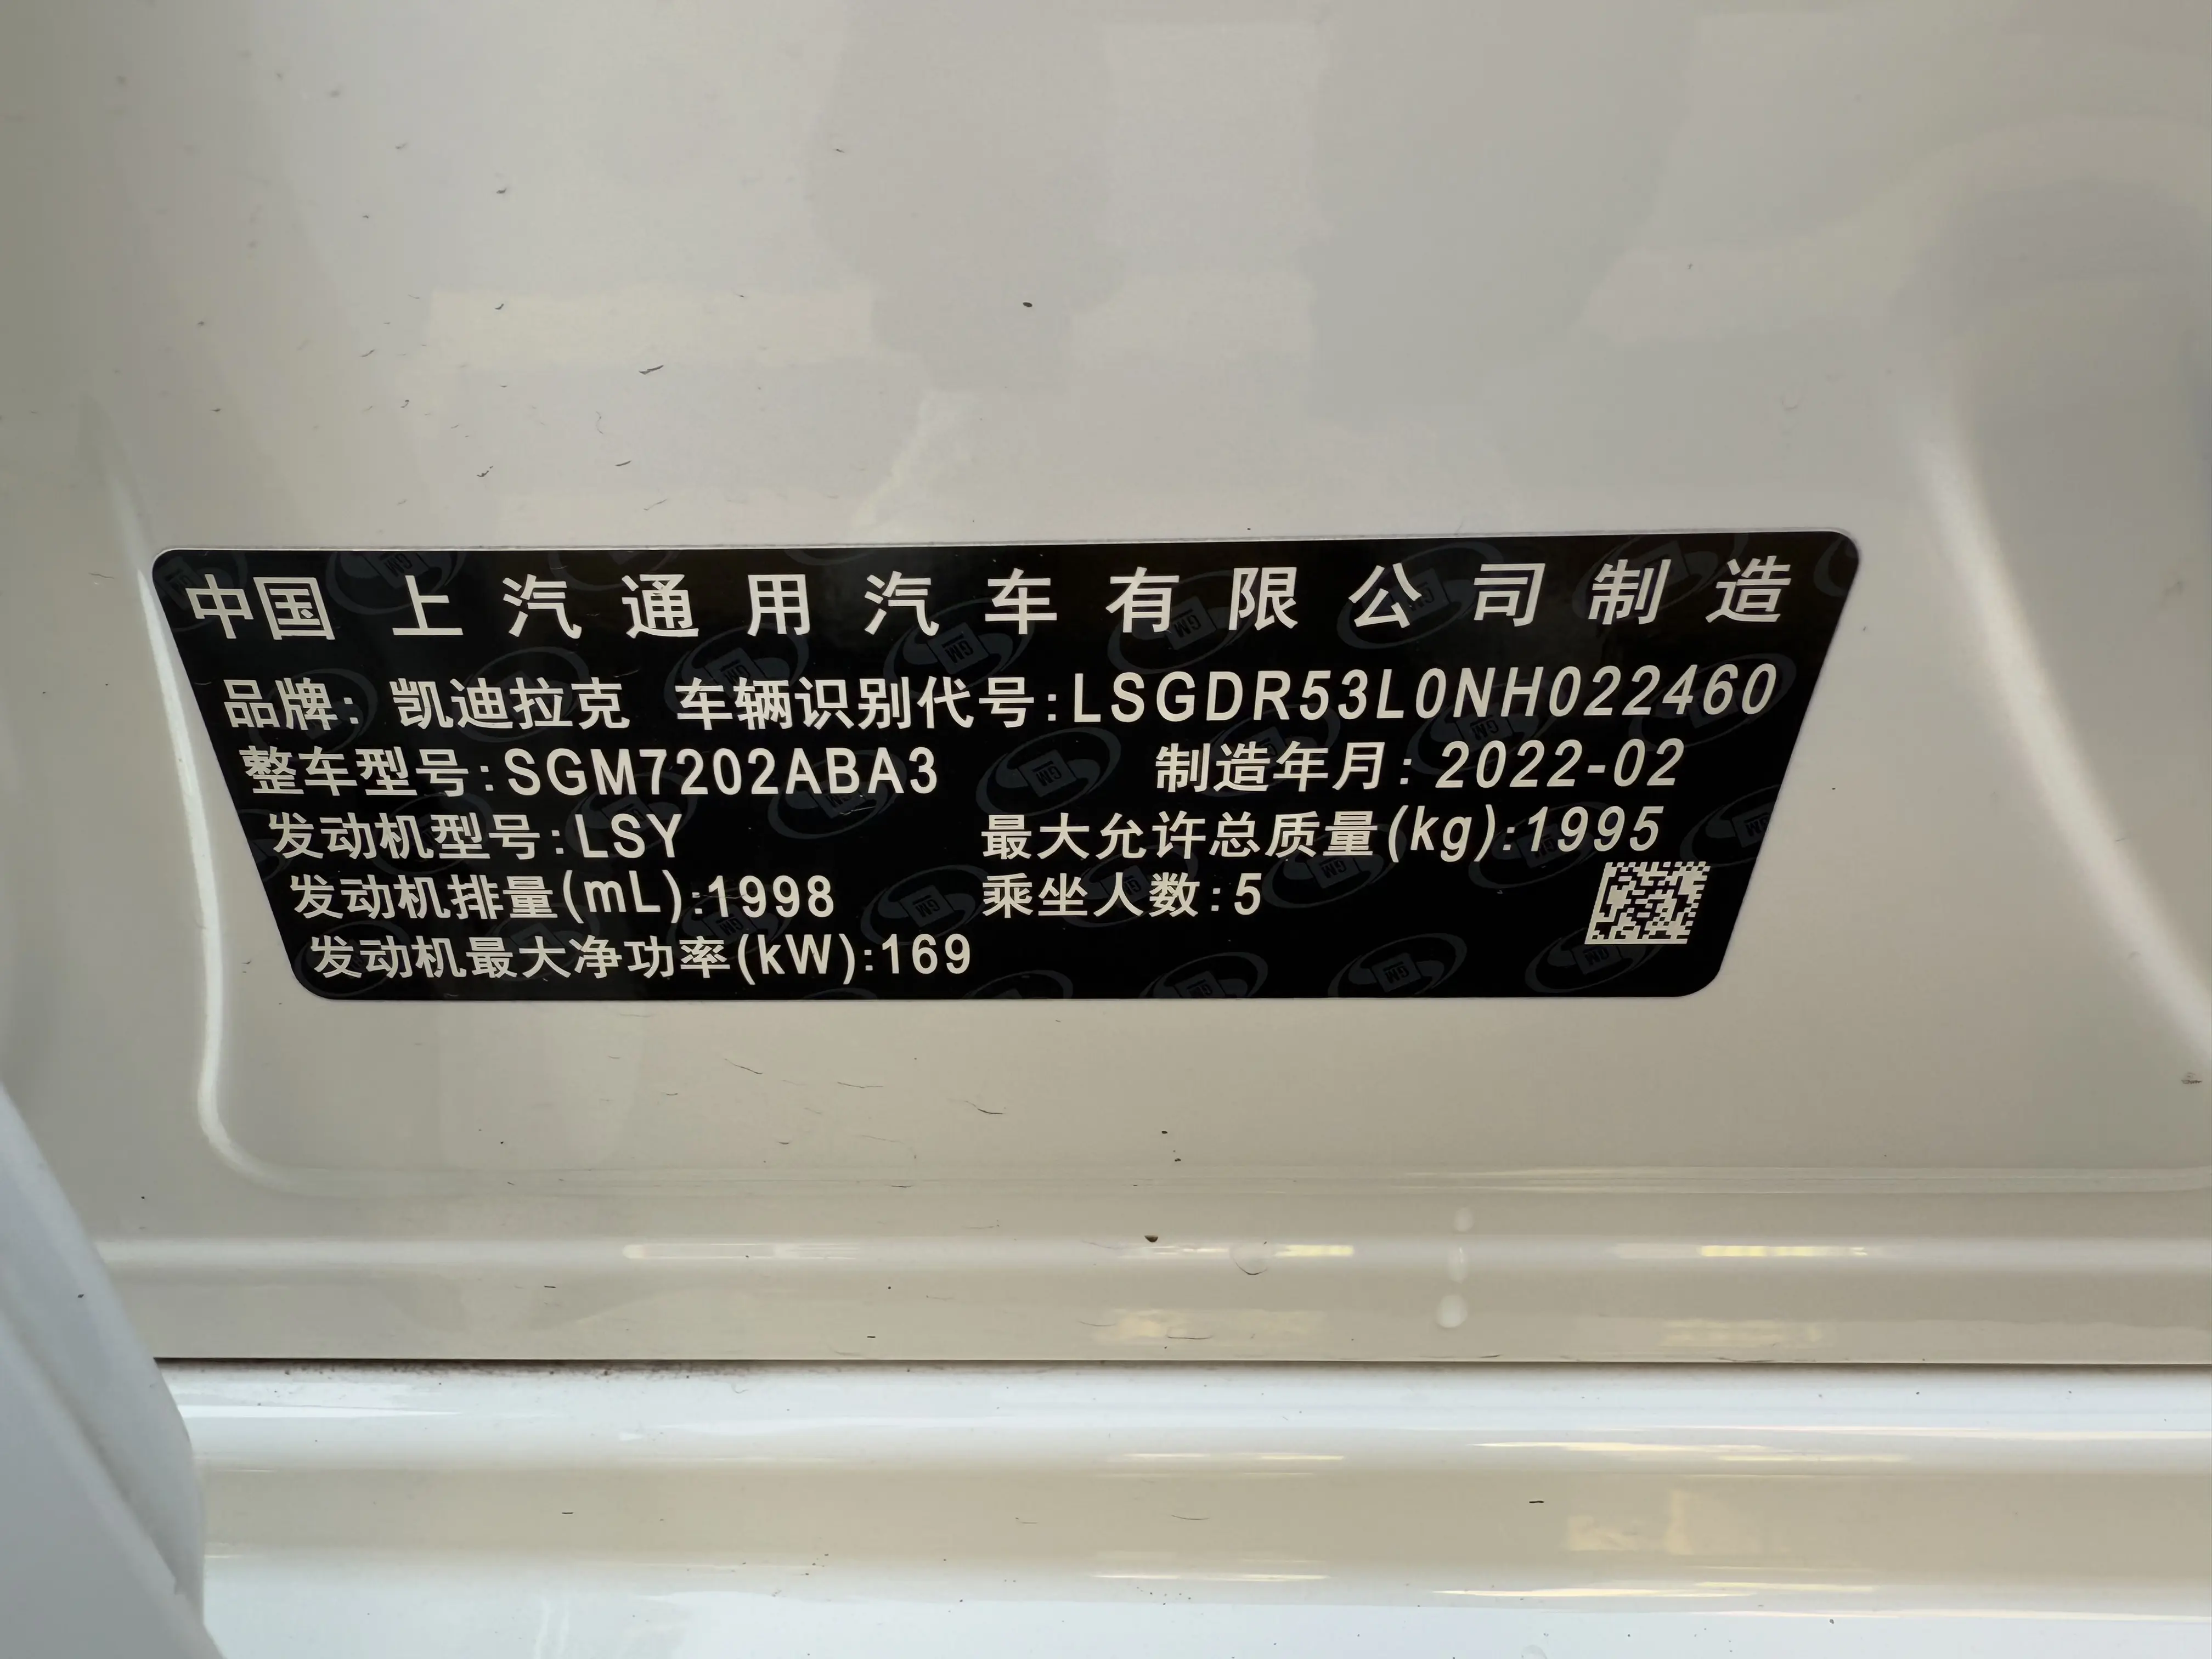 中国 上 汽 通 用 汽 车 有 限 公 司 制 造
品牌: 凯迪拉克 车辆识别代号:LSGDR53L0NH022460
整车型号:SGM7202ABA3 制造年月: 2022-02
发动机型号:LSY 最大允许总质量(kg):1995
发动机排量(mL):1998 乘坐人数:5
发动机最大净功率(kW):169